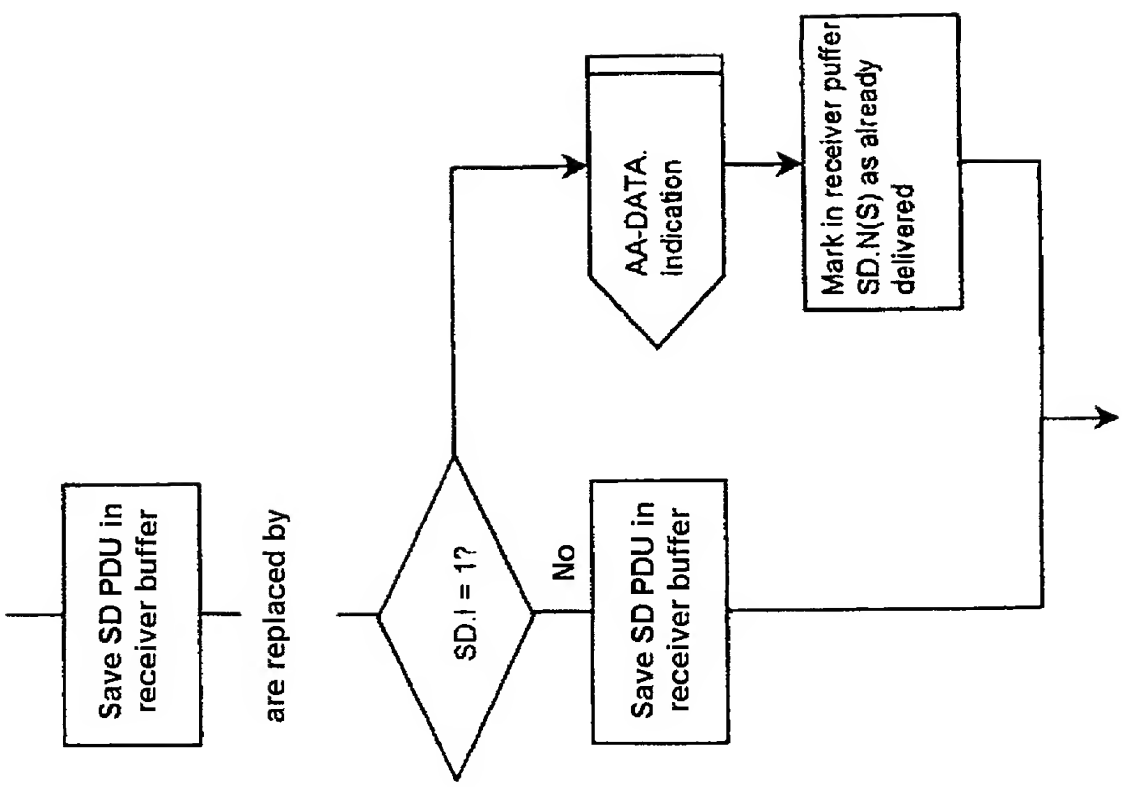 Save SD PDU in
receiver buffer
are replaced by
SD.I = 1?
No
Save SD PDU in
receiver buffer
AA-DATA.
indication
Mark in receiver puffer
SD.N(S) as already
delivered